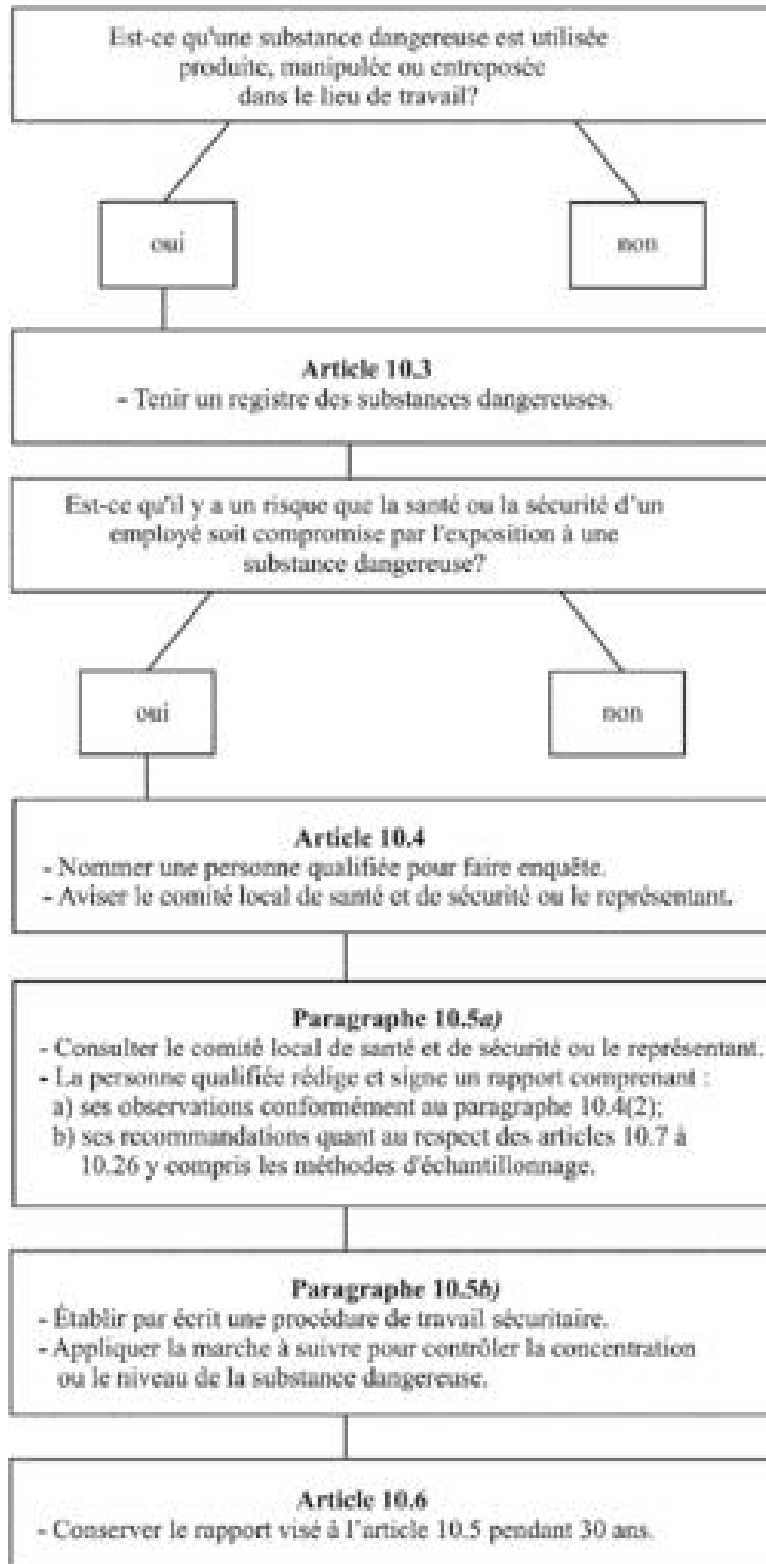 Est-ce qu'une substance dangereuse est utilisée
produite, manipulée ou entreposée
dans le lieu de travail?
oui
non
Article 10.3
- Tenir un registre des substances dangereuses.
Est-ce qu'il y a un risque que la santé ou la sécurité d'un
employé soit compromise par l'exposition à une
substance dangereuse?
oui
non
Article 10.4
- Nommer une personne qualifiée pour faire enquête.
- Aviser le comité local de santé et de sécurité ou le représentant.
Paragraphe 10.5a)
- Consulter le comité local de santé et de sécurité ou le représentant.
- La personne qualifiée rédige et signe un rapport comprenant :
a) ses observations conformément au paragraphe 10.4(2);
b) ses recommandations quant au respect des articles 10.7 à
10.26 y compris les méthodes d'échantillonnage.
Paragraphe 10.5b)
- Établir par écrit une procédure de travail sécuritaire.
- Appliquer la marche à suivre pour contrôler la concentration
ou le niveau de la substance dangereuse.
Article 10.6
- Conserver le rapport visé à l'article 10.5 pendant 30 ans.